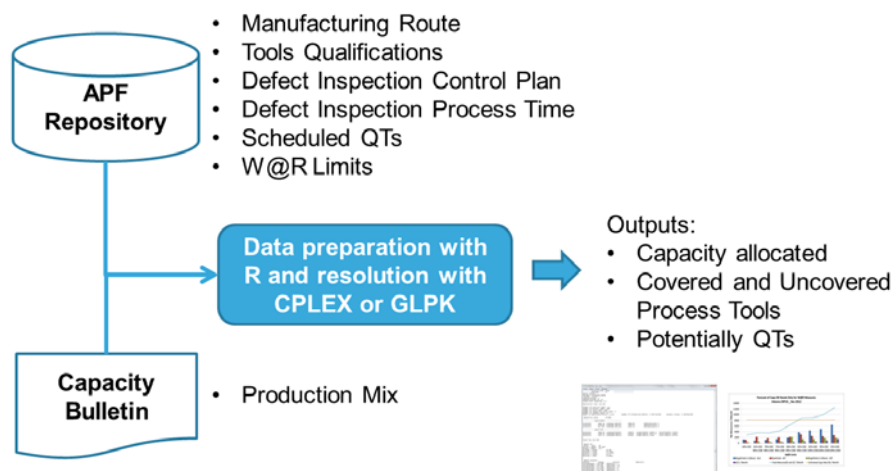 APF
Repository
• Manufacturing Route
• Tools Qualifications
• Defect Inspection Control Plan
• Defect Inspection Process Time
• Scheduled QTs
• W@R Limits
Data preparation with
R and resolution with
CPLEX or GLPK
Outputs:
• Capacity allocated
• Covered and Uncovered
Process Tools
• Potentially QTs
Capacity
Bulletin
• Production Mix